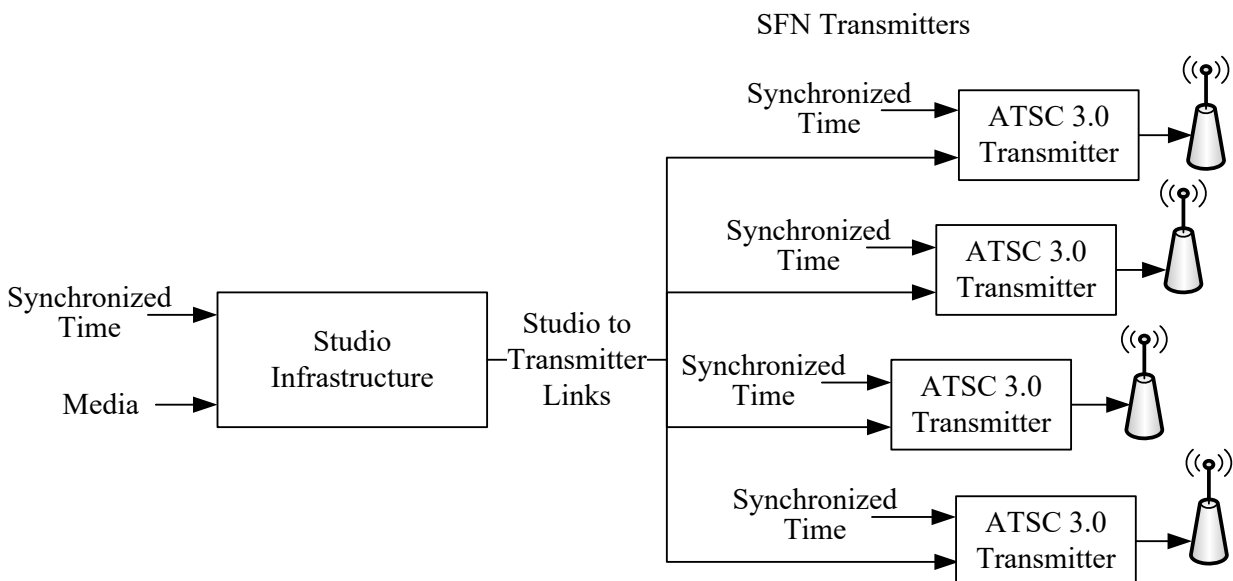 SFN Transmitters
Synchronized
Time
ATSC 3.0
Transmitter
Synchronized
Time
ATSC 3.0
Transmitter
Synchronized
Time
Media
Studio
Infrastructure
Studio to
Transmitter
Links
Synchronized
Time
ATSC 3.0
Transmitter
Synchronized
Time
ATSC 3.0
Transmitter